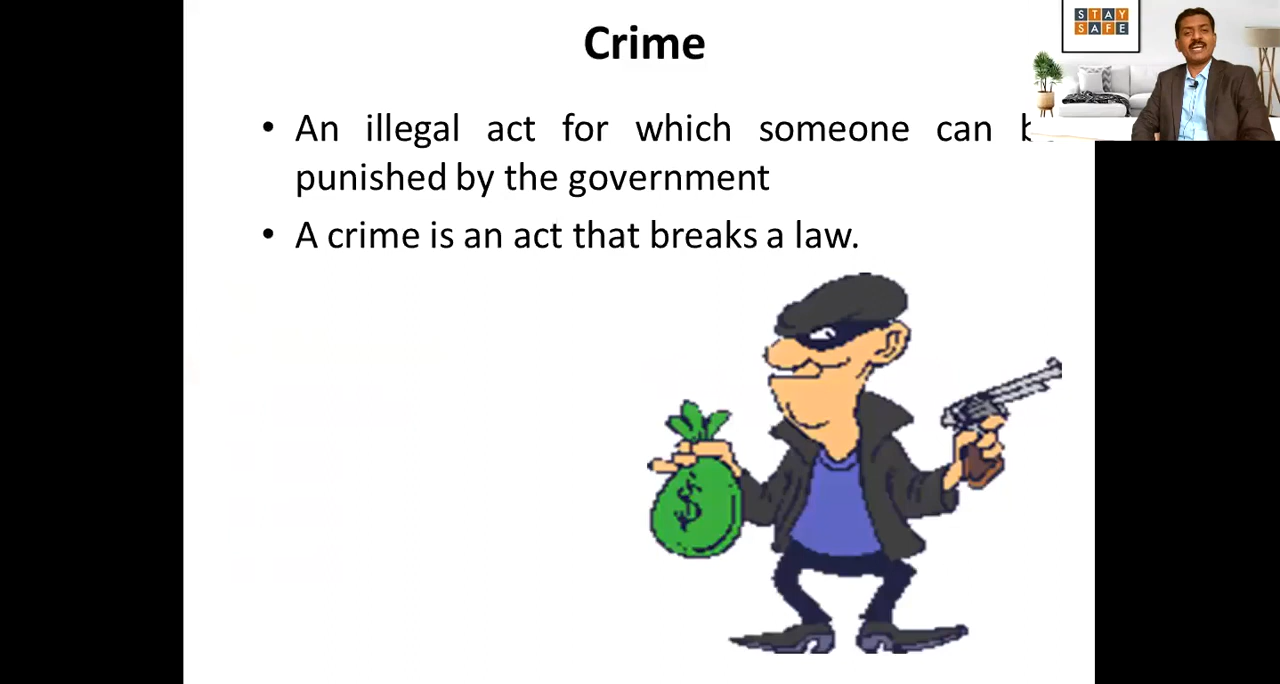 Crime
STAY
SAFE
• An illegal act for which someone can
punished by the government
• A crime is an act that breaks a law.
$